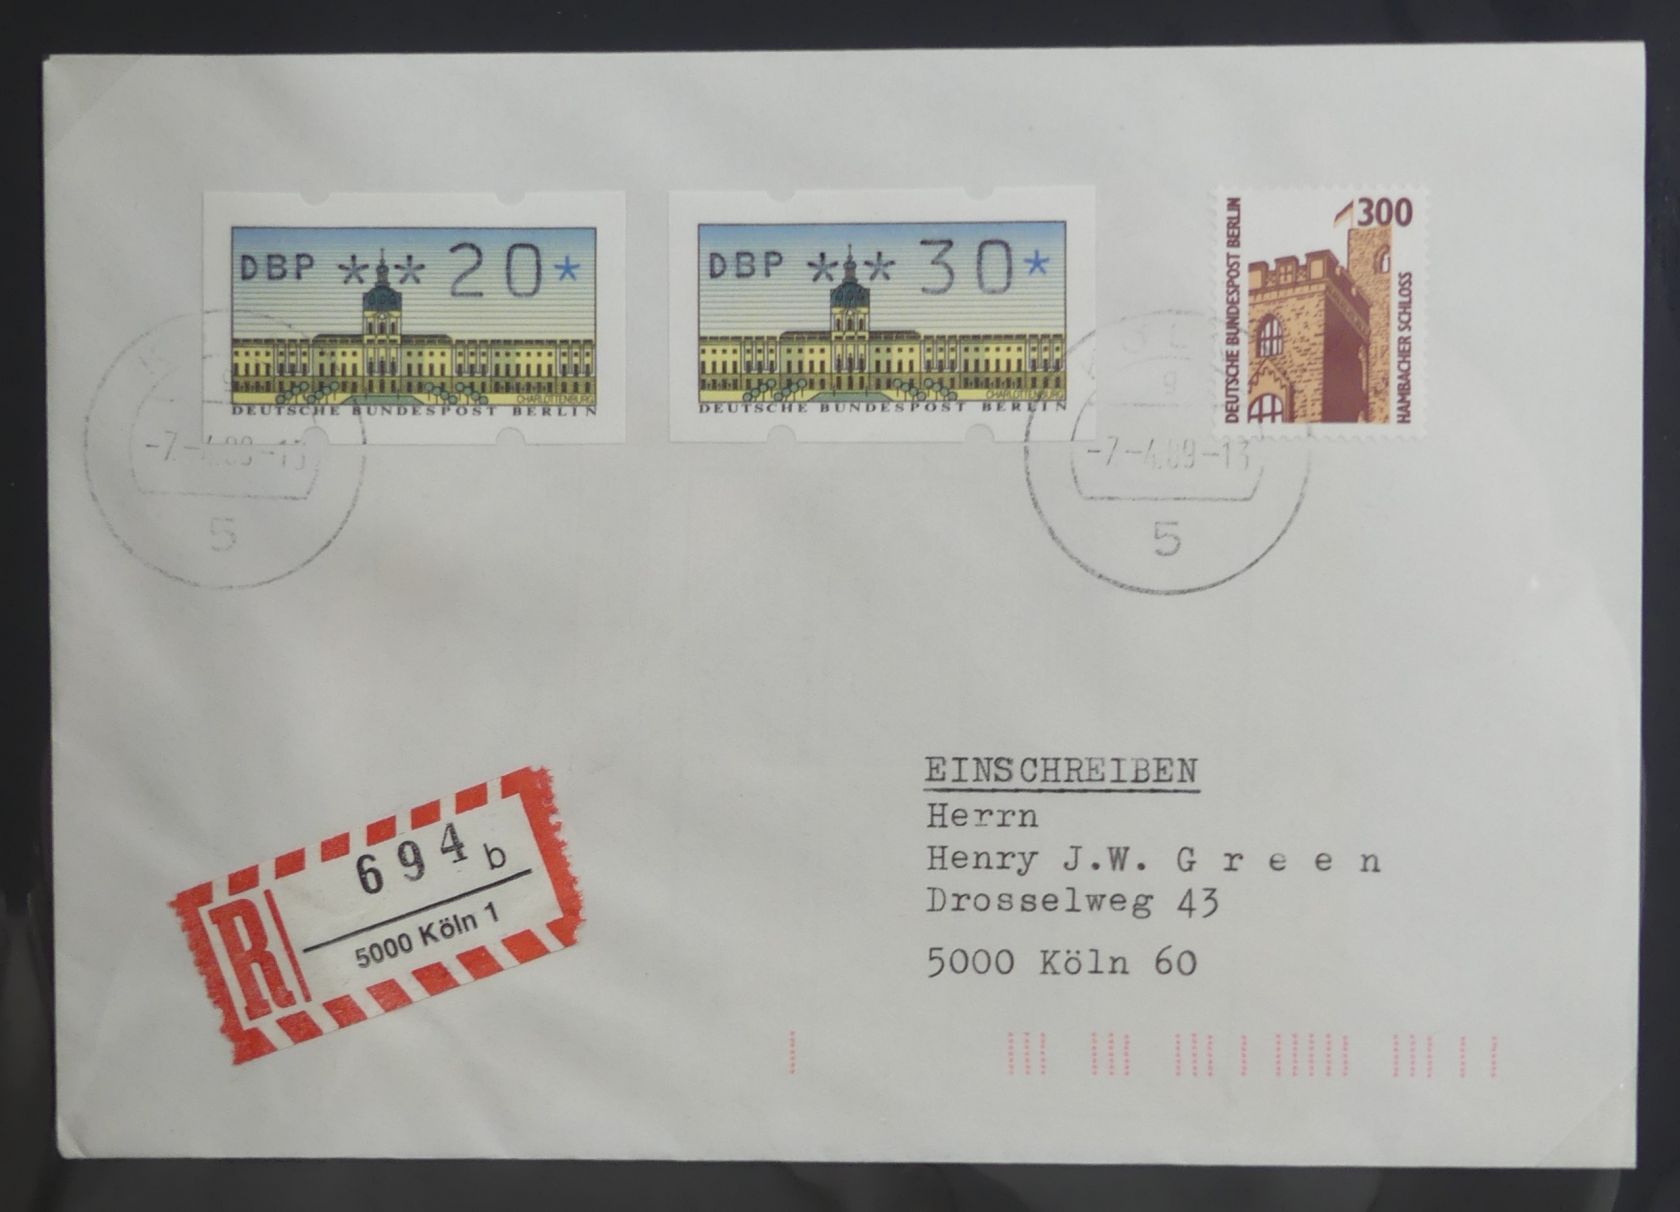 DBP ** 20*
CHARLOTTENBURG
DEUTSCHE BUNDESPOST BERLIN
DBP ** 30*
CHARLOTTENBURG
DEUTSCHE BUNDESPOST BERLIN
300
DEUTSCHE BUNDESPOST BERLIN
HAMBACHER SCHLOSS
-7.-4.89-13
5
-7.-4.89-13
5
694 b
R
5000 Köln 1
EINSCHREIBEN
Herrn
Henry J.W. G r e e n
Drosselweg 43
5000 Köln 60